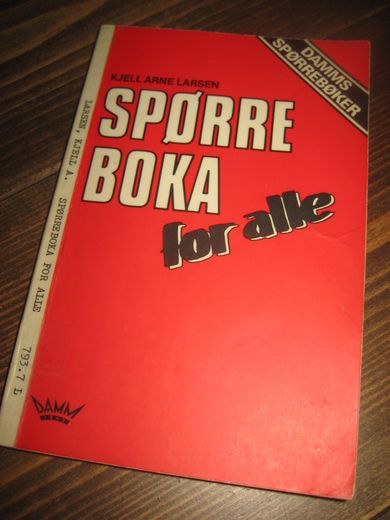 DAMMS
SPØRREBØKER
KJELL ARNE LARSEN
SPØRRE
BOKA
for alle
LARSEN, KJELL A. SPØRREBOKA FOR ALLE 793.7 L
DAMM